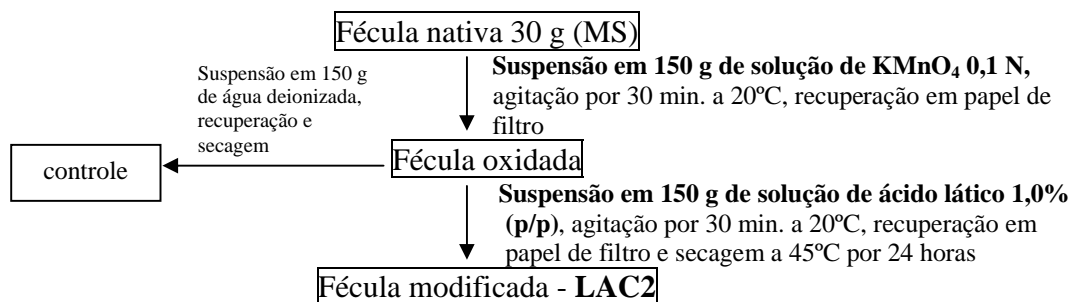 Fécula nativa 30 g (MS)
Suspensão em 150 g de solução de KMnO₄ 0,1 N,
agitação por 30 min. a 20ºC, recuperação em papel de
filtro
Suspensão em 150 g
de água deionizada,
recuperação e
secagem
Fécula oxidada
controle
Suspensão em 150 g de solução de ácido lático 1,0%
(p/p), agitação por 30 min. a 20ºC, recuperação em
papel de filtro e secagem a 45ºC por 24 horas
Fécula modificada - LAC2